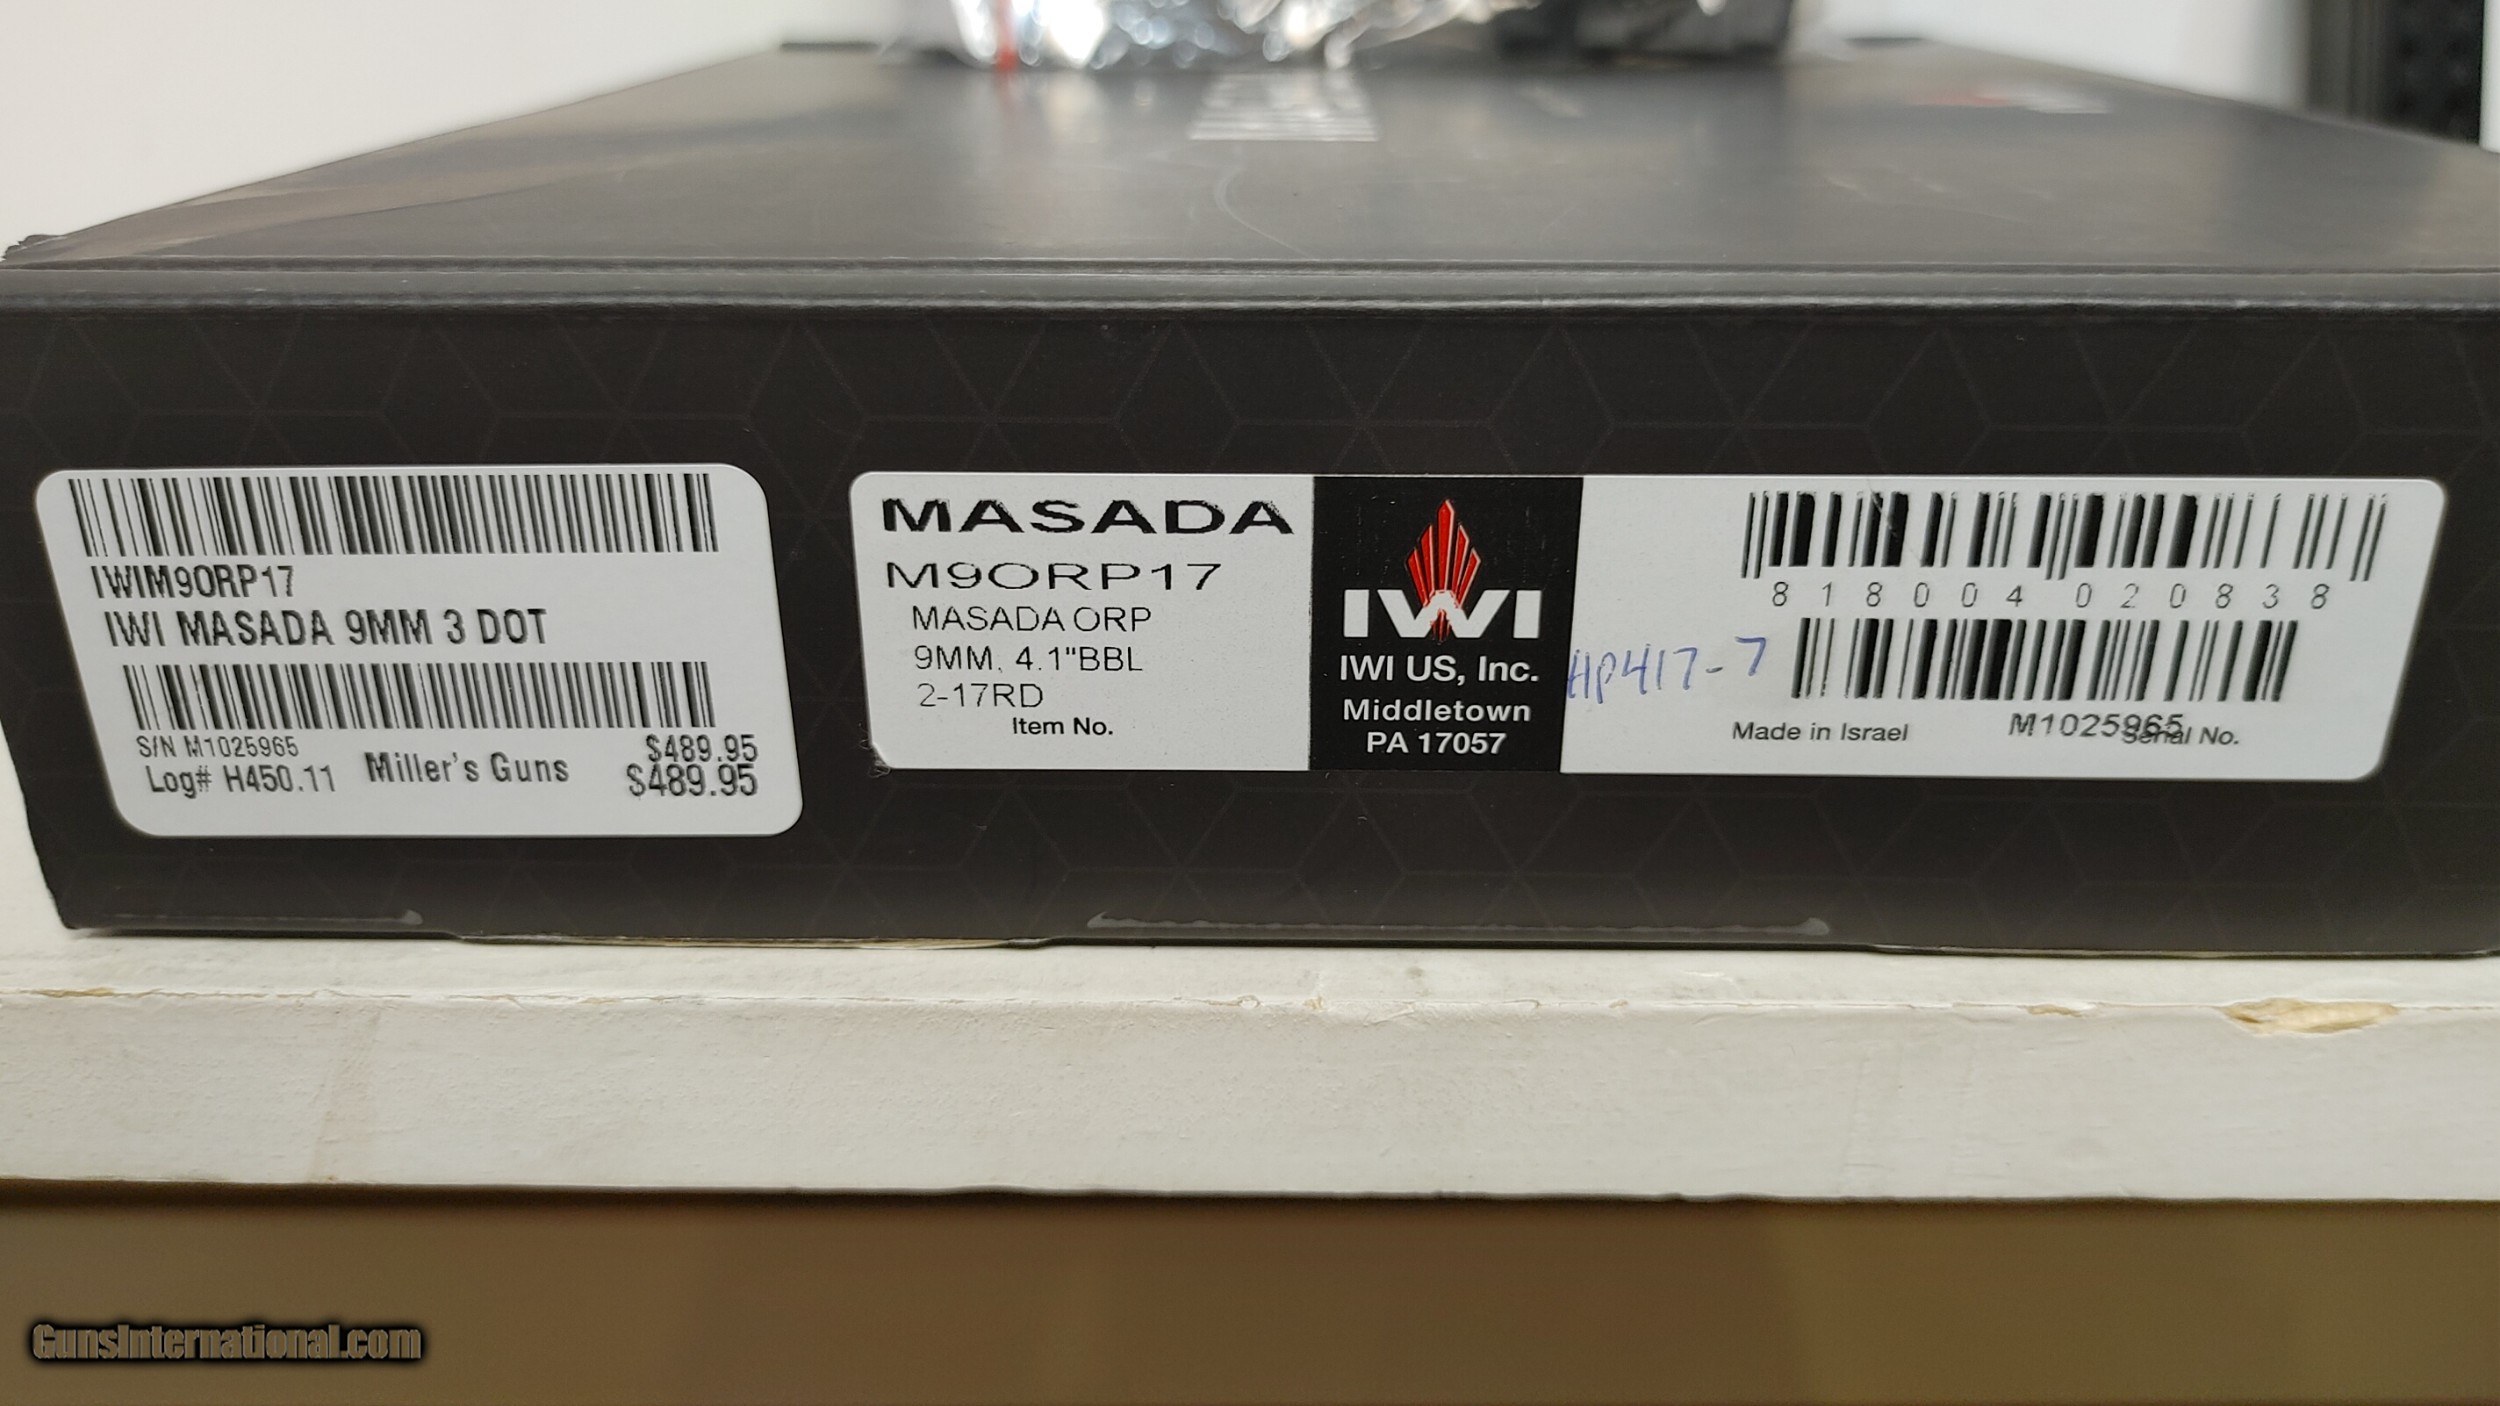 IWIM9ORP17
IWI MASADA 9MM 3 DOT
S/N M1025965
Log# H450.11
Miller's Guns
$489.95
$489.95
MASADA
M9ORP17
MASADA ORP
9MM, 4.1"BBL
2-17RD
Item No.
IWI
IWI US, Inc.
Middletown
PA 17057
HP417-7
818004020838
Made in Israel
M1025965
Serial No.
GunsInternational.com